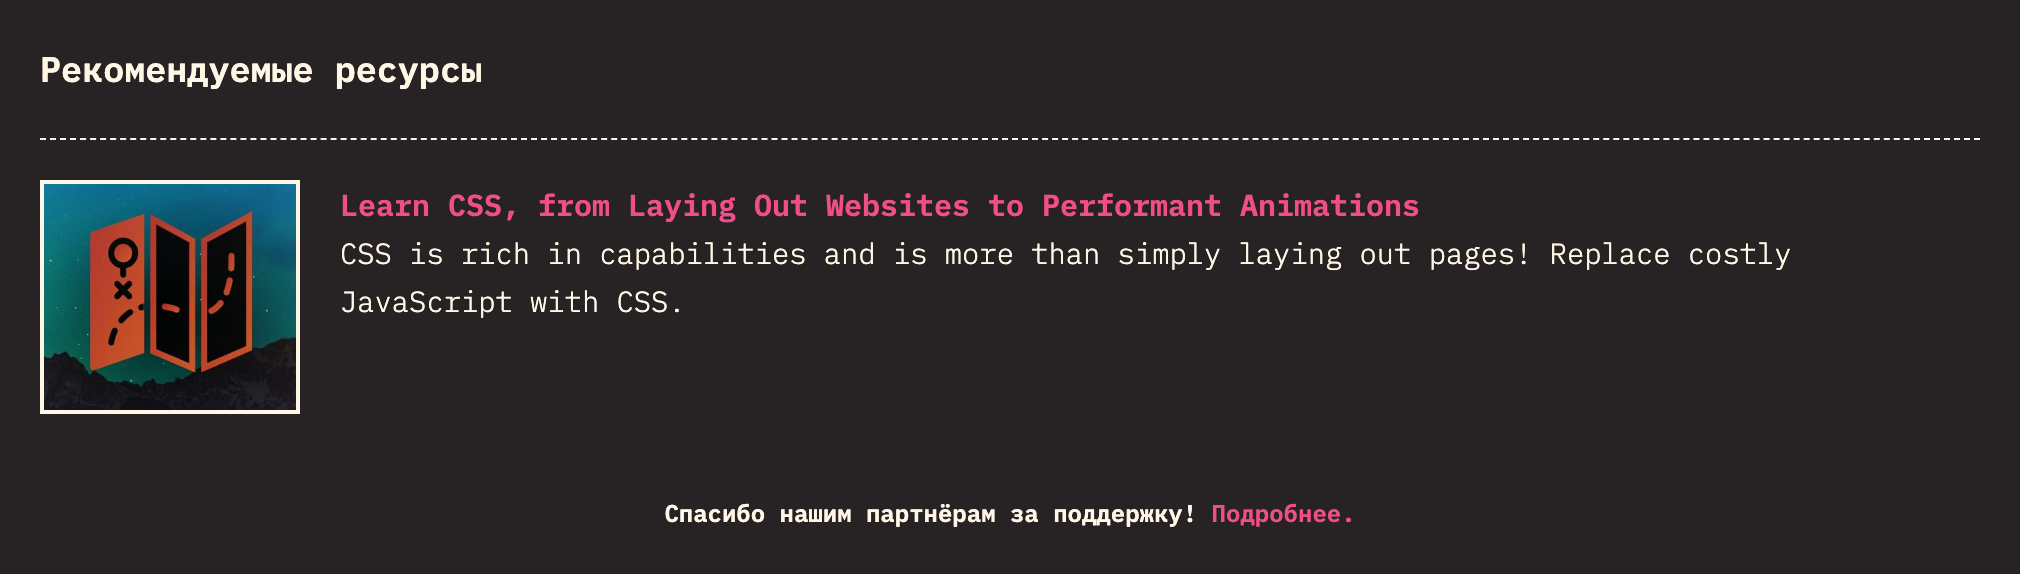 Рекомендуемые ресурсы
Learn CSS, from Laying Out Websites to Performant Animations
CSS is rich in capabilities and is more than simply laying out pages! Replace costly
JavaScript with CSS.
Спасибо нашим партнёрам за поддержку! Подробнее.